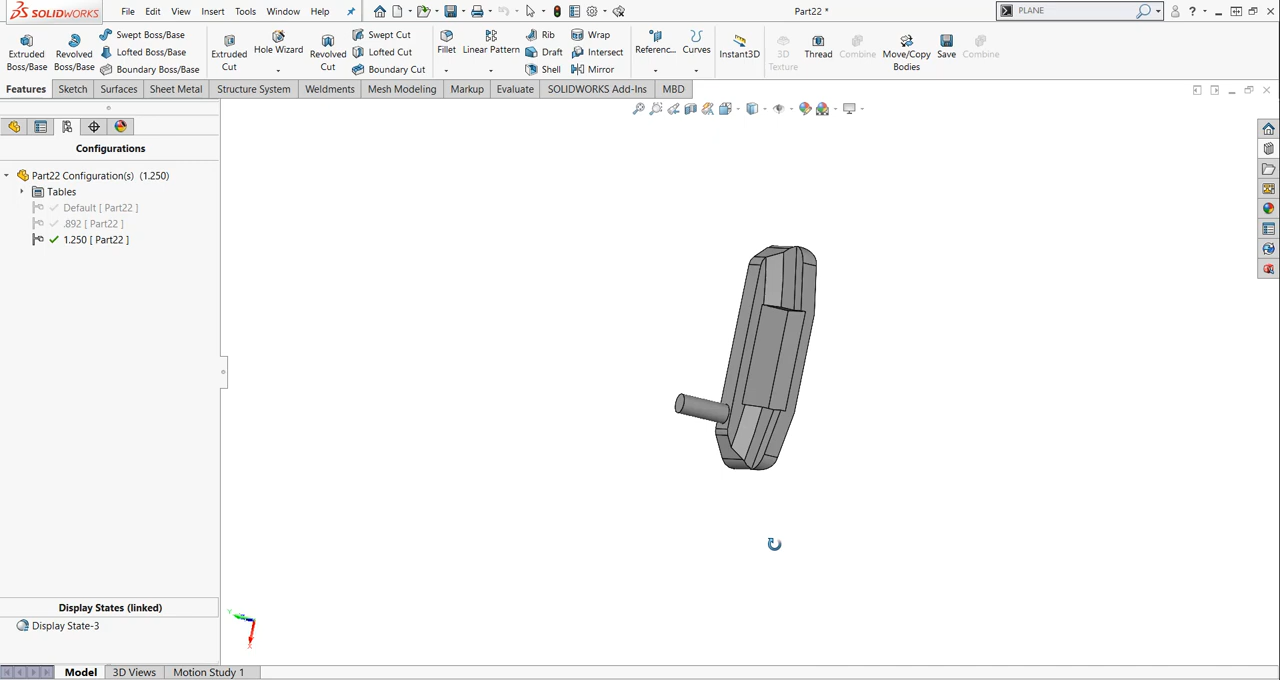 SOLIDWORKS File Edit View Insert Tools Window Help Part22 * PLANE ?
Extruded Boss/Base Revolved Boss/Base Swept Boss/Base Lofted Boss/Base Boundary Boss/Base Extruded Cut Hole Wizard Revolved Cut Swept Cut Lofted Cut Boundary Cut Fillet Linear Pattern Rib Draft Shell Wrap Intersect Mirror Referenc... Curves Instant3D 3D Texture Thread Combine Move/Copy Bodies Save Combine
Features Sketch Surfaces Sheet Metal Structure System Weldments Mesh Modeling Markup Evaluate SOLIDWORKS Add-Ins MBD
Configurations
Part22 Configuration(s) (1.250)
Tables
Default [ Part22 ]
.892 [ Part22 ]
1.250 [ Part22 ]
Display States (linked)
Display State-3
Y
X
Model 3D Views Motion Study 1